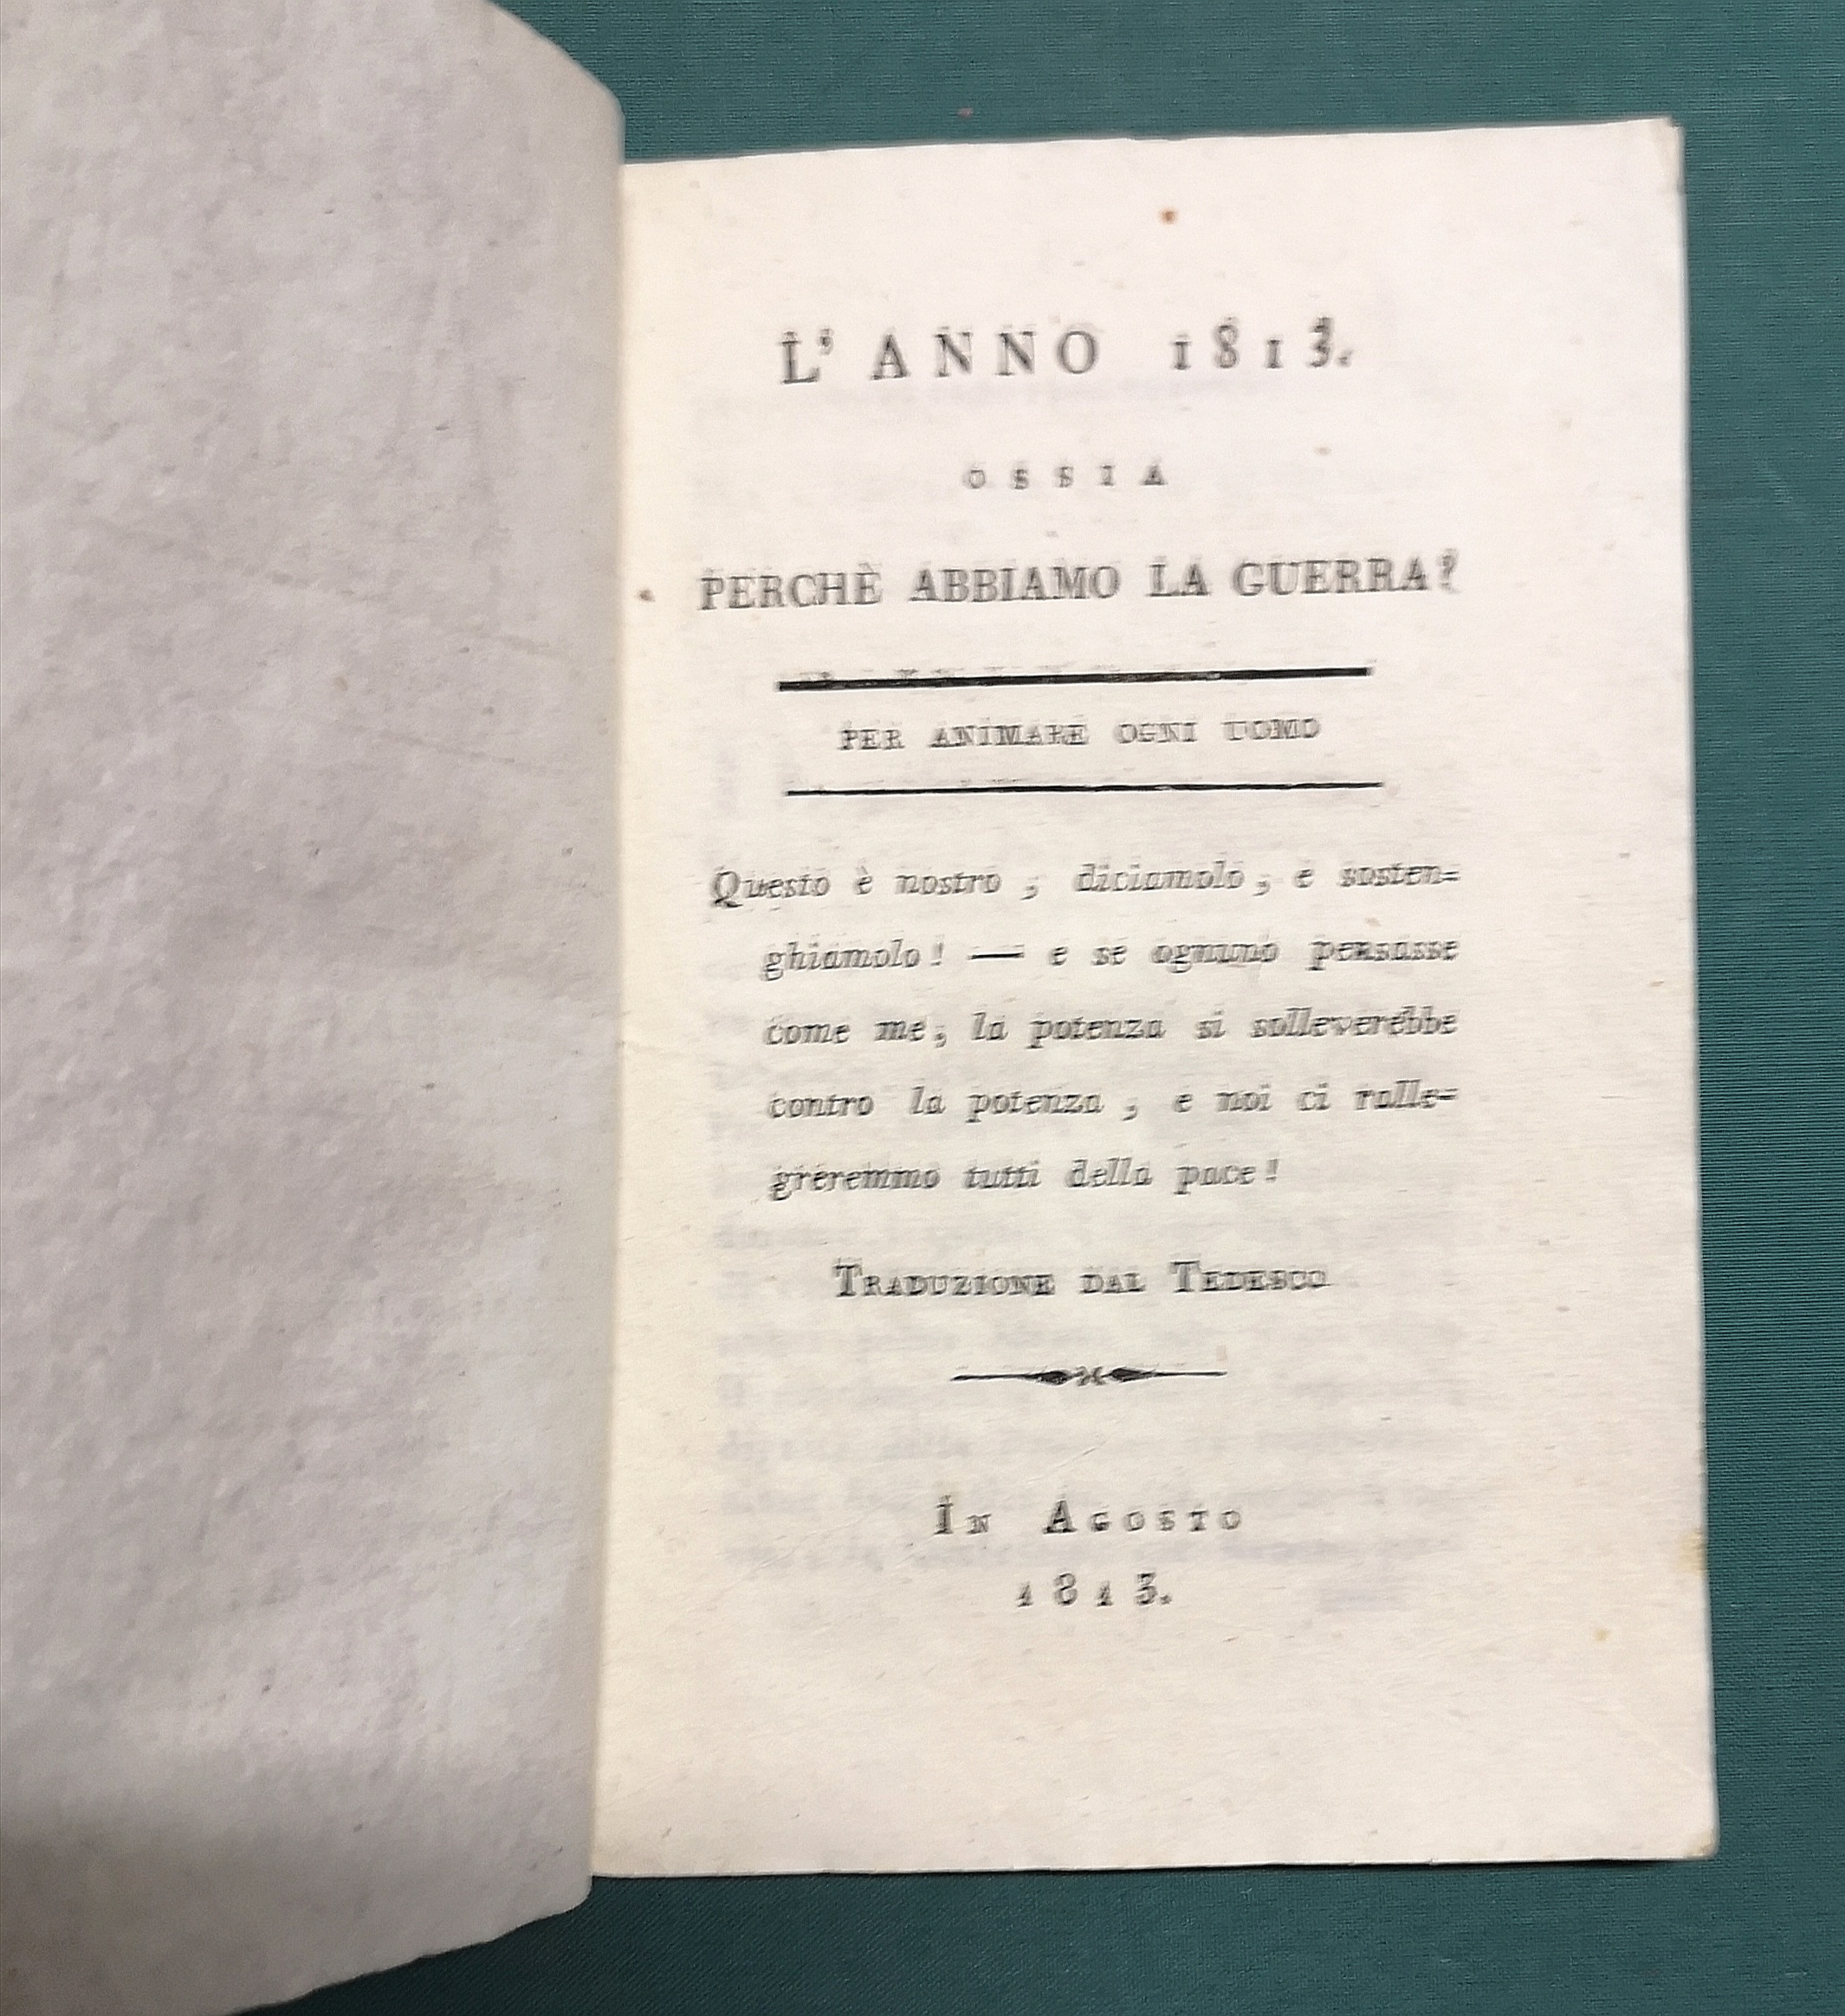 L' ANNO 1813.
OSSIA
PERCHÈ ABBIAMO LA GUERRA?
PER ANIMARE OGNI UOMO
Questo è nostro, diciamolo, e sosten=
ghiamolo! — e se ognuno pensasse
come me, la potenza si solleverebbe
contro la potenza, e noi ci ralle=
greremmo tutti della pace!
TRADUZIONE DAL TEDESCO
IN AGOSTO
1813.